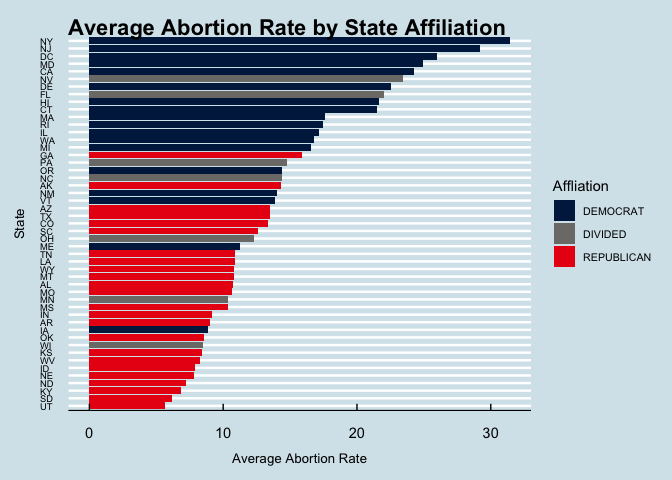 Average Abortion Rate by State Affiliation
NY
NJ
DC
MD
CA
NV
DE
FL
HI
CT
MA
RI
IL
WA
MI
GA
PA
OR
NC
AK
NM
VT
AZ
TX
CO
SC
OH
ME
TN
LA
WY
MT
AL
MO
MN
MS
IN
AR
IA
OK
WI
KS
WV
ID
NE
ND
KY
SD
UT
State
0 10 20 30
Average Abortion Rate
Affliation
DEMOCRAT
DIVIDED
REPUBLICAN